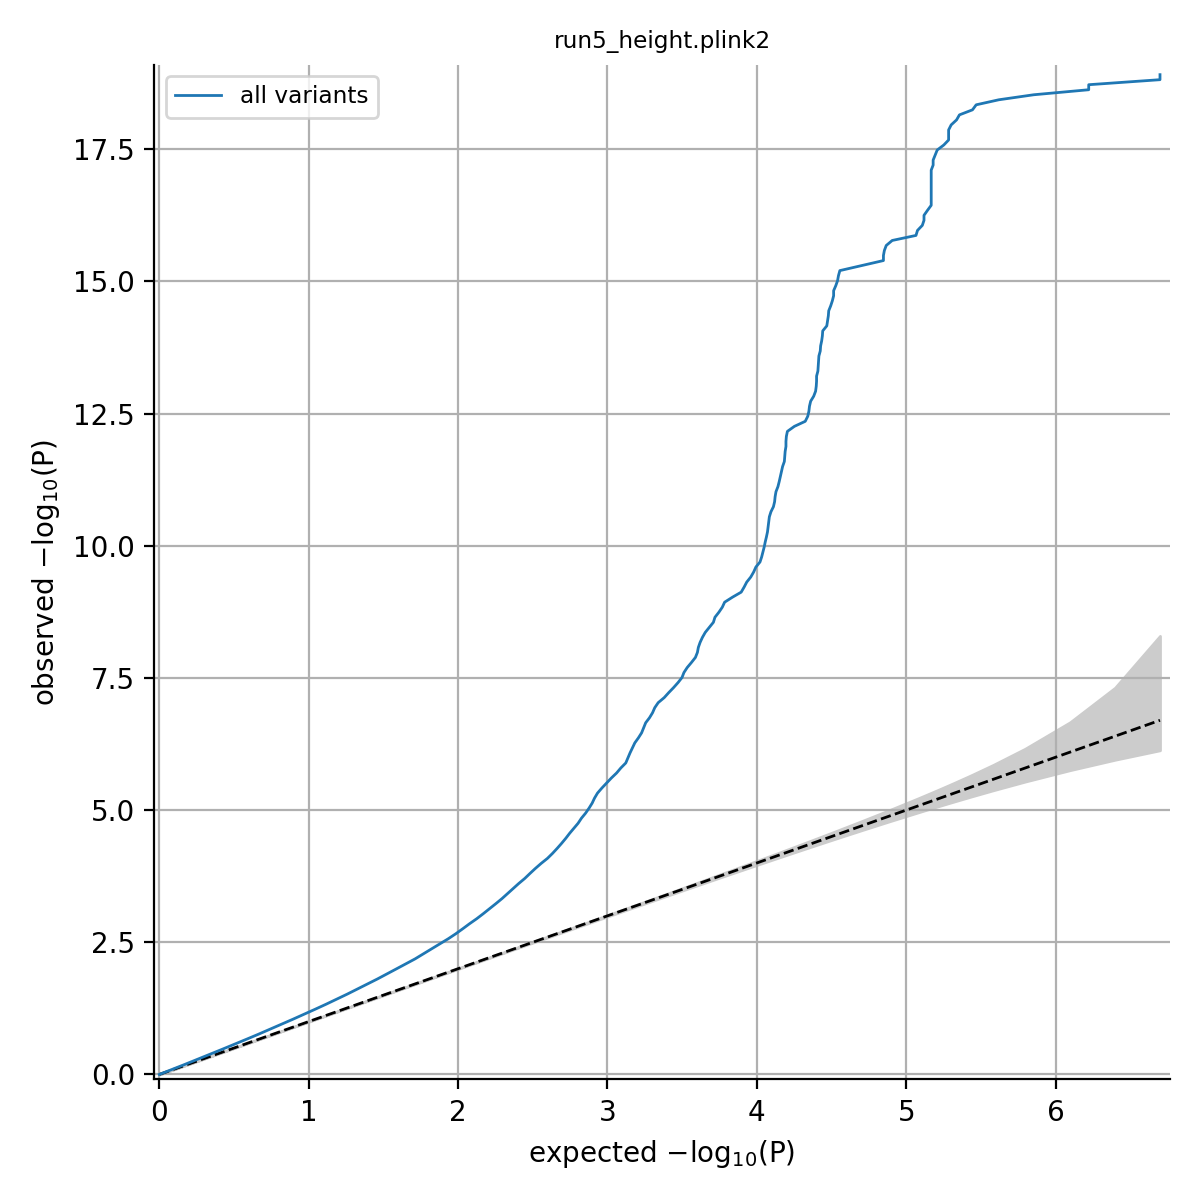 run5_height.plink2
all variants
observed −log₁₀(P)
17.5
15.0
12.5
10.0
7.5
5.0
2.5
0.0
0 1 2 3 4 5 6
expected −log₁₀(P)